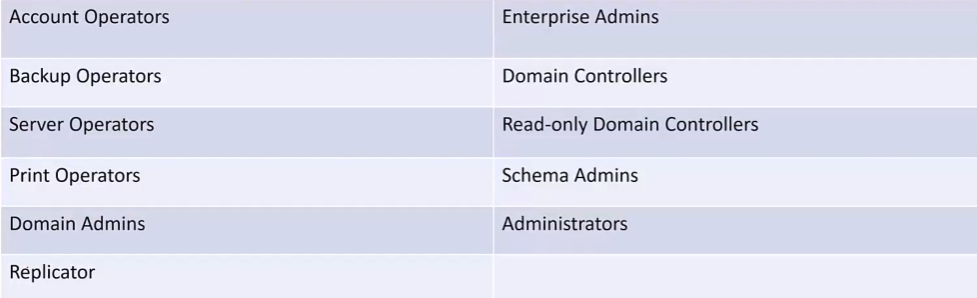 Account Operators
Enterprise Admins
Backup Operators
Domain Controllers
Server Operators
Read-only Domain Controllers
Print Operators
Schema Admins
Domain Admins
Administrators
Replicator